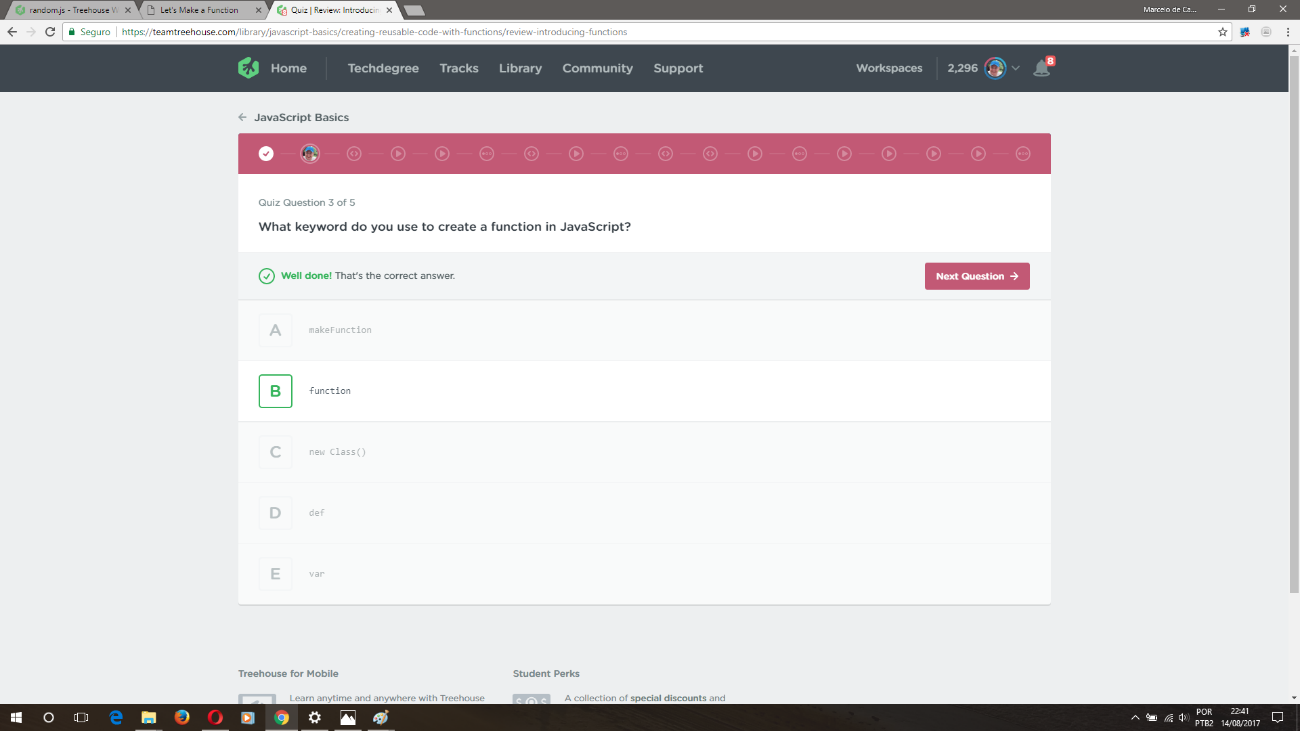 random.js - Treehouse W
Let's Make a Function
Quiz | Review: Introducin
Marcelo de Ca...
Seguro
https://teamtreehouse.com/library/javascript-basics/creating-reusable-code-with-functions/review-introducing-functions
Home
Techdegree
Tracks
Library
Community
Support
Workspaces
2,296
8
JavaScript Basics
Quiz Question 3 of 5
What keyword do you use to create a function in JavaScript?
Well done! That's the correct answer.
Next Question
A
makeFunction
B
function
C
new Class()
D
def
E
var
Treehouse for Mobile
Student Perks
Learn anytime and anywhere with Treehouse
A collection of special discounts and
POR
22:41
PTB2
14/08/2017